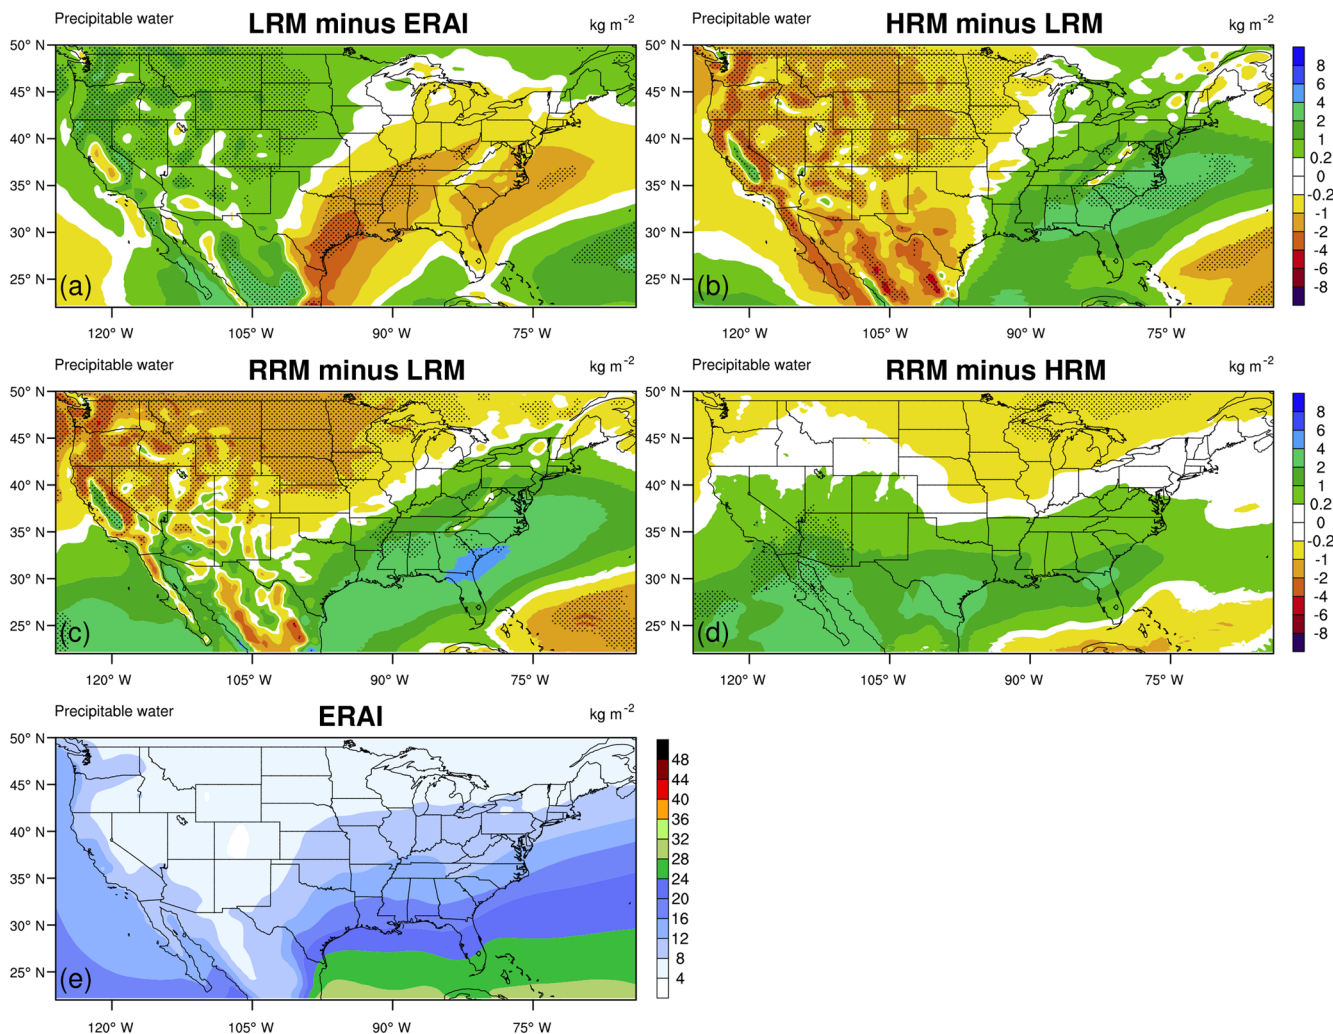 Precipitable water LRM minus ERAI kg m-2
50° N
45° N
40° N
35° N
30° N
25° N
(a)
120° W 105° W 90° W 75° W
Precipitable water HRM minus LRM kg m-2
50° N
45° N
40° N
35° N
30° N
25° N
(b)
120° W 105° W 90° W 75° W
8
6
4
2
1
0.2
0
-0.2
-1
-2
-4
-6
-8
Precipitable water RRM minus LRM kg m-2
50° N
45° N
40° N
35° N
30° N
25° N
(c)
120° W 105° W 90° W 75° W
Precipitable water RRM minus HRM kg m-2
50° N
45° N
40° N
35° N
30° N
25° N
(d)
120° W 105° W 90° W 75° W
8
6
4
2
1
0.2
0
-0.2
-1
-2
-4
-6
-8
Precipitable water ERAI kg m-2
50° N
45° N
40° N
35° N
30° N
25° N
(e)
120° W 105° W 90° W 75° W
48
44
40
36
32
28
24
20
16
12
8
4